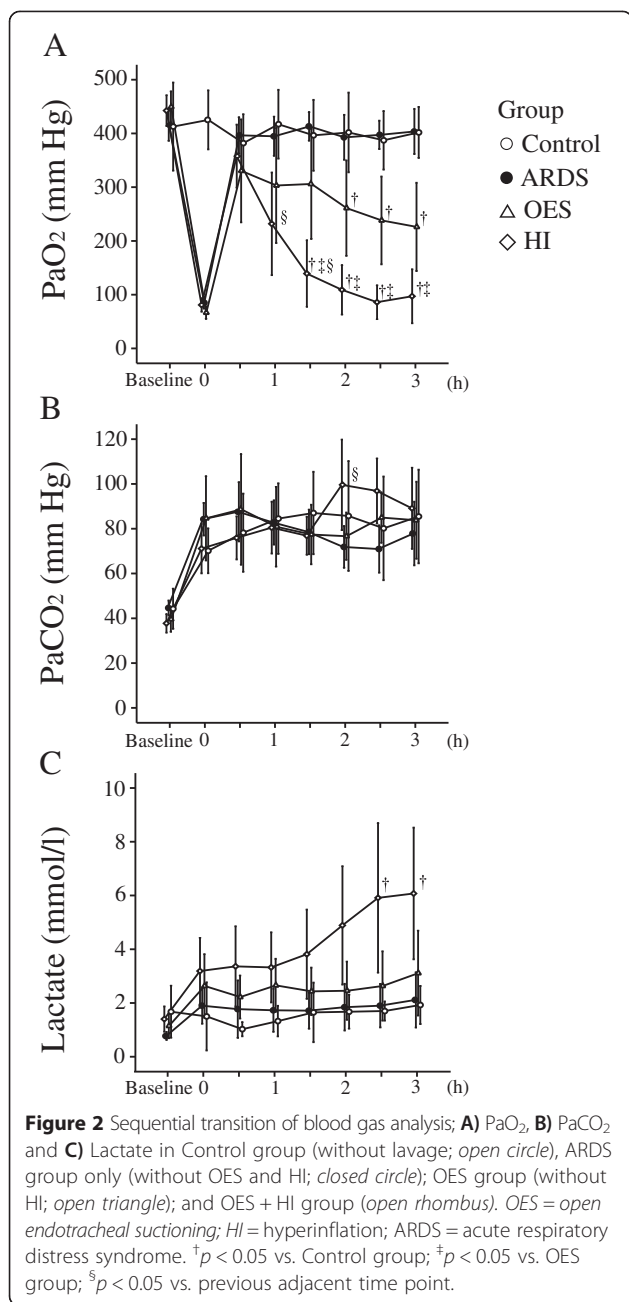 A
PaO2 (mm Hg)
500
400
300
200
100
0
§
†‡§
†
†‡
†
†‡
†
†‡
Baseline 0 1 2 3 (h)
Group
Control
ARDS
OES
HI
B
PaCO2 (mm Hg)
120
100
80
60
40
20
0
§
Baseline 0 1 2 3 (h)
C
Lactate (mmol/l)
10
8
6
4
2
0
†
†
Baseline 0 1 2 3 (h)
Figure 2 Sequential transition of blood gas analysis; A) PaO2, B) PaCO2
and C) Lactate in Control group (without lavage; open circle), ARDS
group only (without OES and HI; closed circle); OES group (without
HI; open triangle); and OES + HI group (open rhombus). OES = open
endotracheal suctioning; HI = hyperinflation; ARDS = acute respiratory
distress syndrome. †p < 0.05 vs. Control group; ‡p < 0.05 vs. OES
group; §p < 0.05 vs. previous adjacent time point.